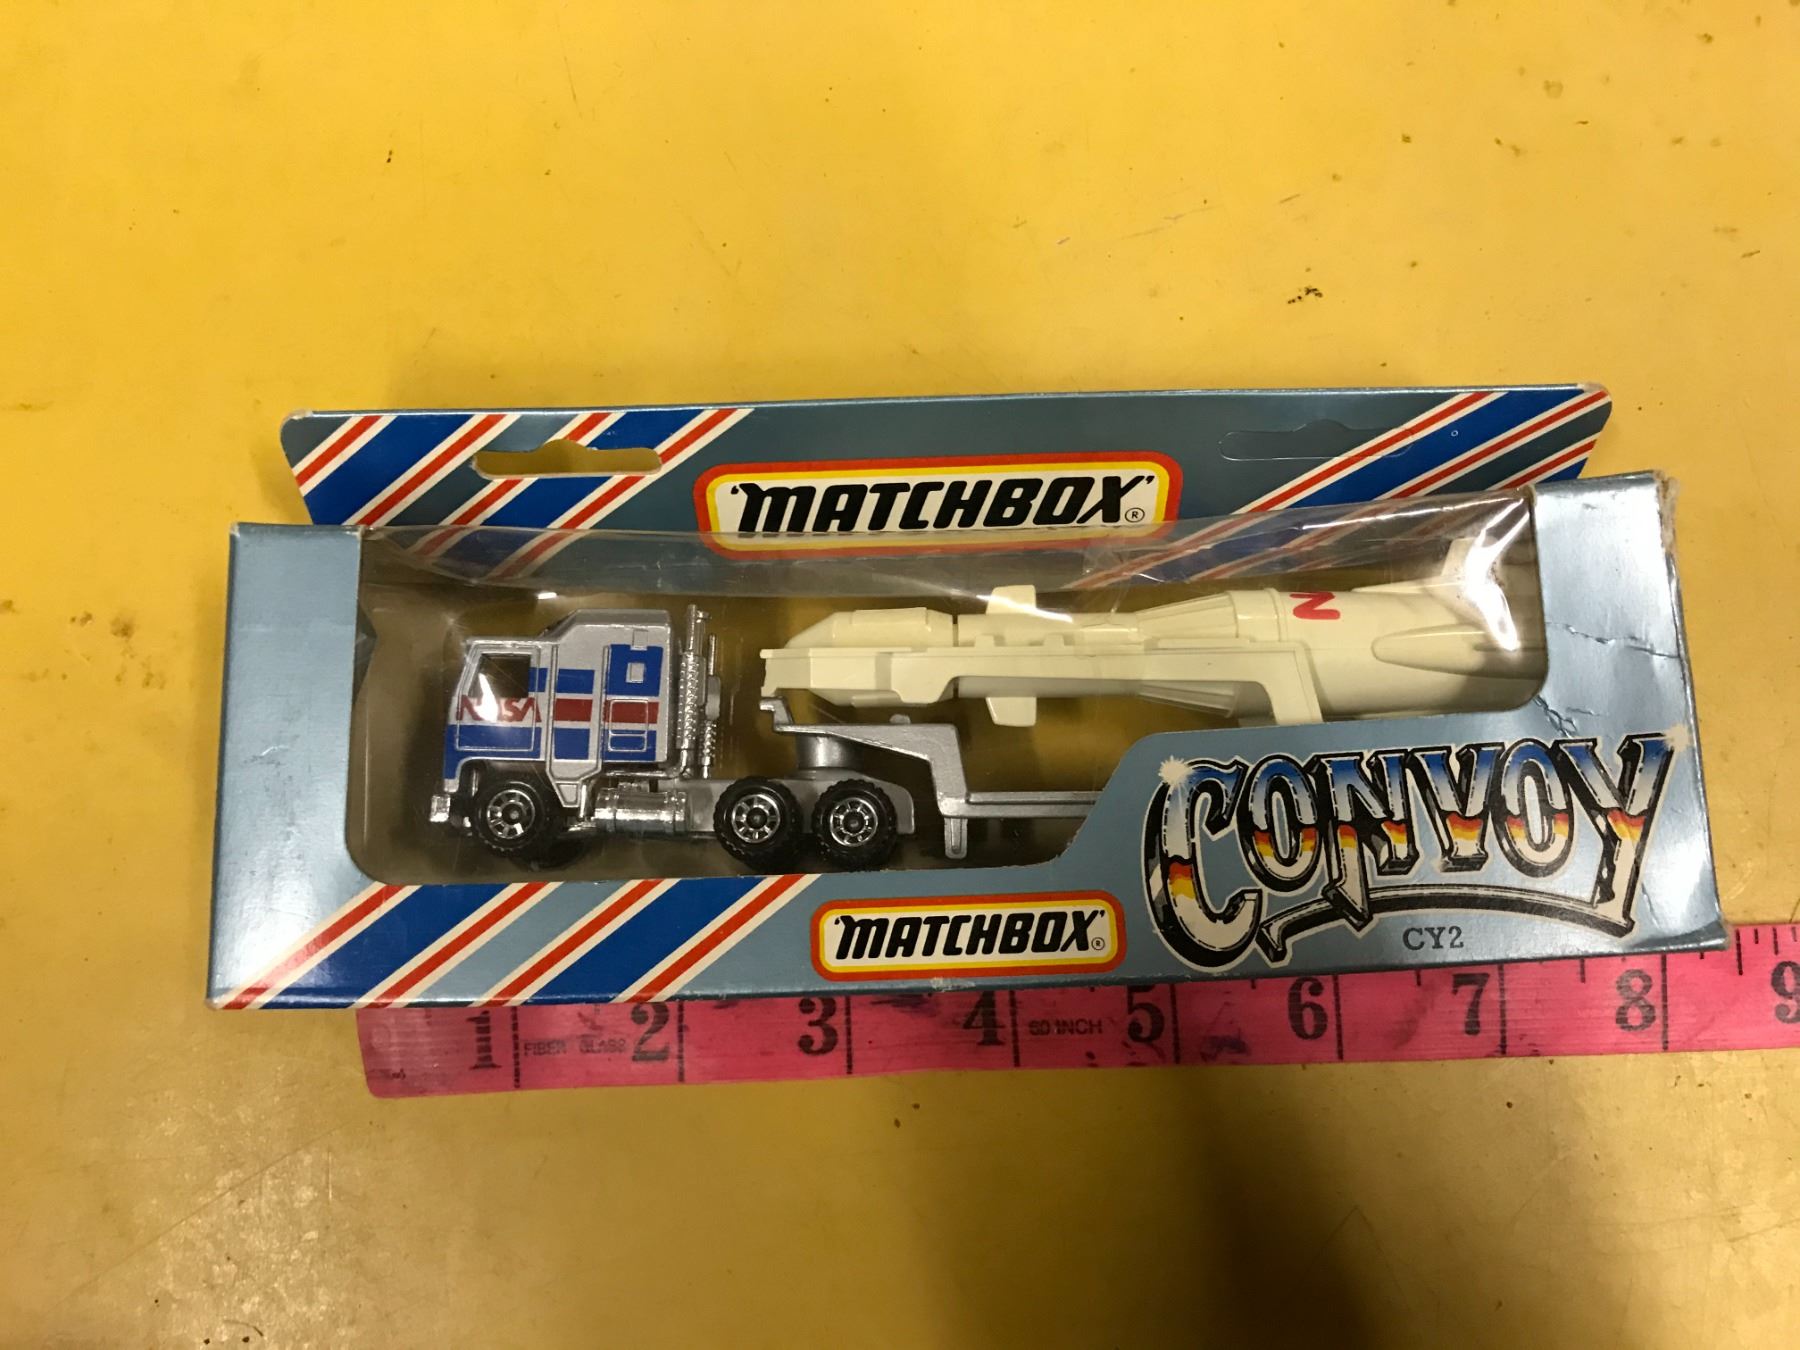 'MATCHBOX'®
N
NASA
CONVOY
'MATCHBOX'®
CY2
1 FIBER GLASS 2 3 4 60 INCH 5 6 7 8 9